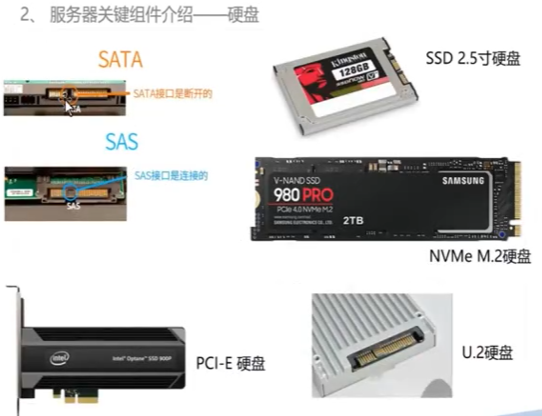 2、 服务器关键组件介绍——硬盘
SATA
SATA接口是断开的
SAS
SAS接口是连接的
SAS
Kingston
128GB
SSD 2.5寸硬盘
V-NAND SSD
980 PRO
PCIe 4.0 NVMe M.2
SAMSUNG
2TB
NVMe M.2硬盘
intel
Intel® Optane™ SSD 900P
PCI-E 硬盘
U.2硬盘